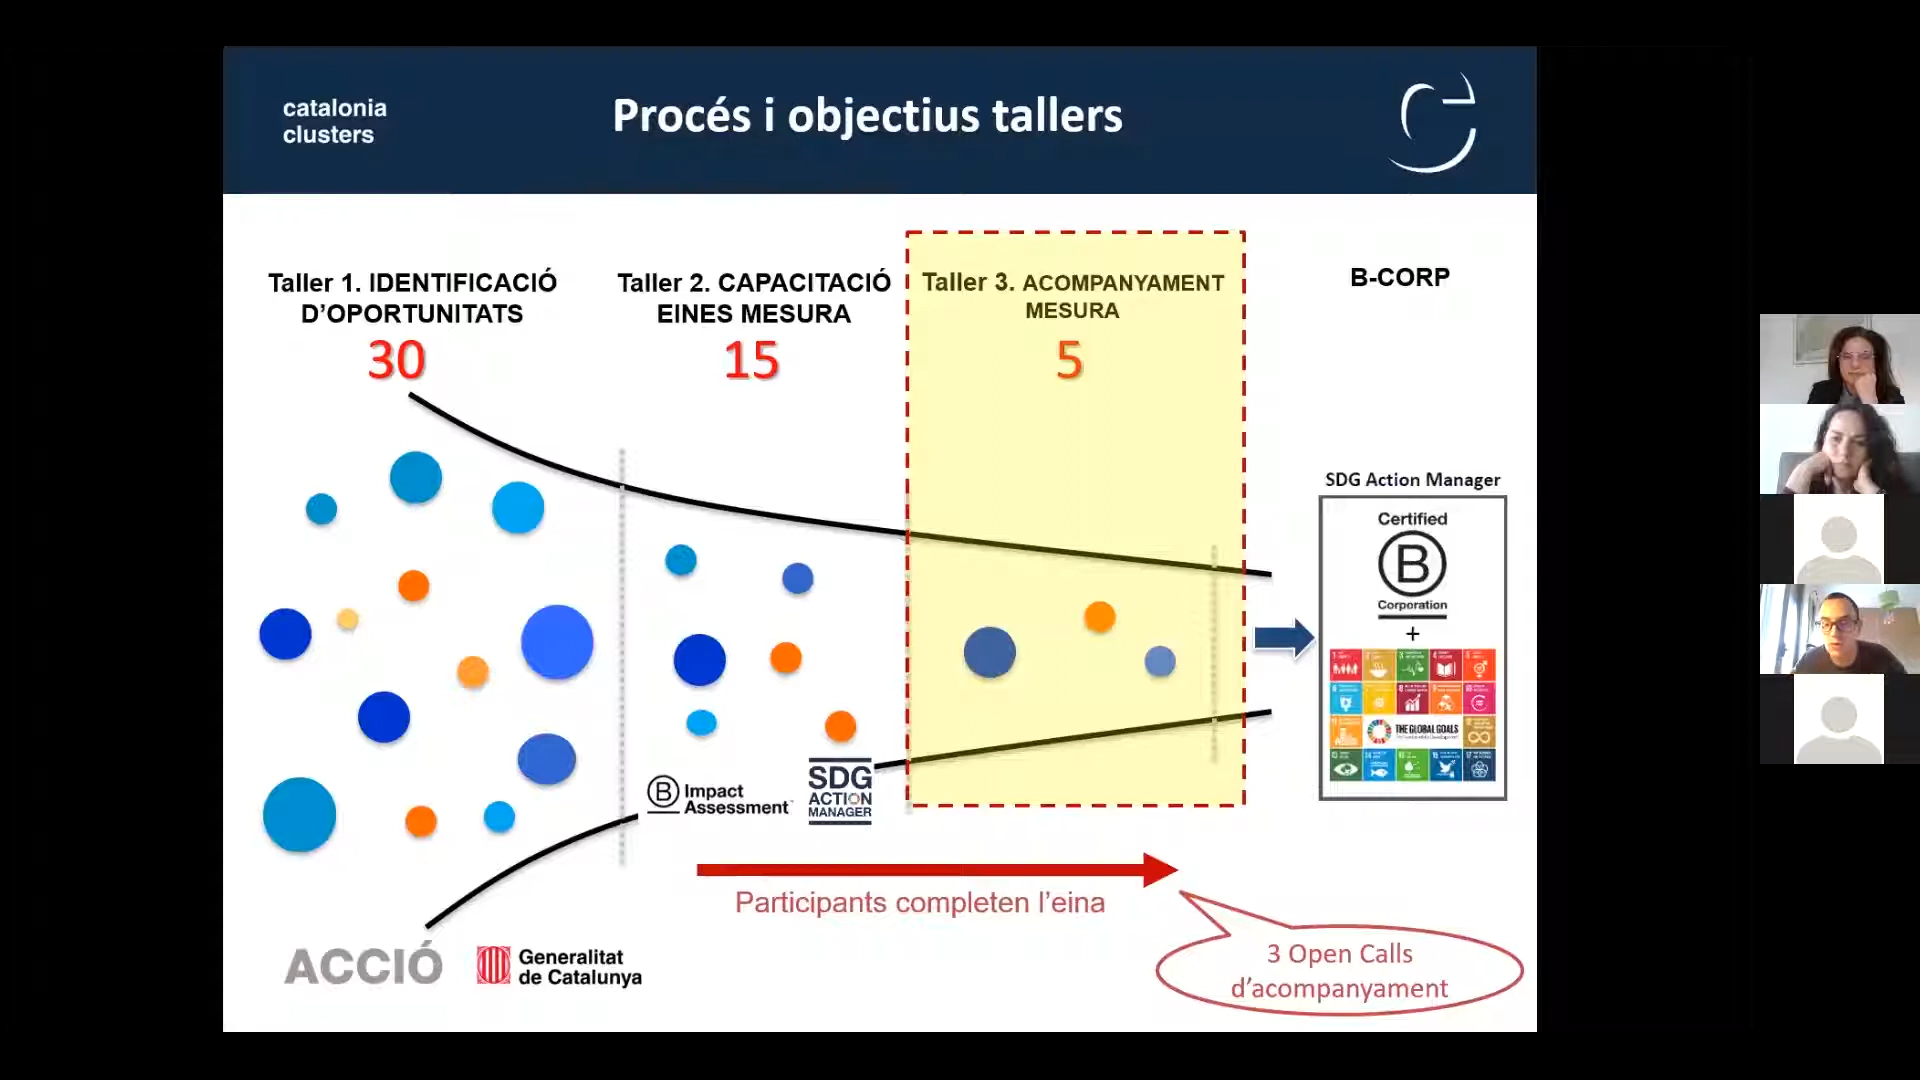 catalonia
clusters
Procés i objectius tallers
Taller 1. IDENTIFICACIÓ
D’OPORTUNITATS
30
Taller 2. CAPACITACIÓ
EINES MESURA
15
Taller 3. ACOMPANYAMENT
MESURA
5
B-CORP
SDG Action Manager
Certified
B
Corporation
+
THE GLOBAL GOALS
B Impact
Assessment
SDG
ACTION
MANAGER
Participants completen l’eina
3 Open Calls
d’acompanyament
ACCIÓ
Generalitat
de Catalunya